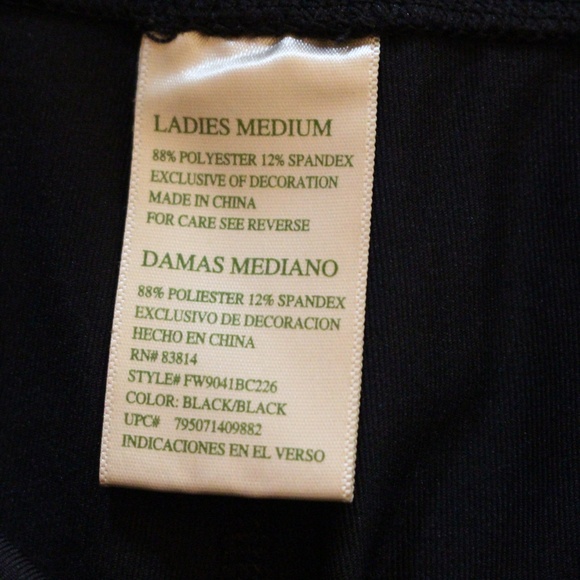 LADIES MEDIUM
88% POLYESTER 12% SPANDEX
EXCLUSIVE OF DECORATION
MADE IN CHINA
FOR CARE SEE REVERSE
DAMAS MEDIANO
88% POLIESTER 12% SPANDEX
EXCLUSIVO DE DECORACION
HECHO EN CHINA
RN# 83814
STYLE# FW9041BC226
COLOR: BLACK/BLACK
UPC# 795071409882
INDICACIONES EN EL VERSO